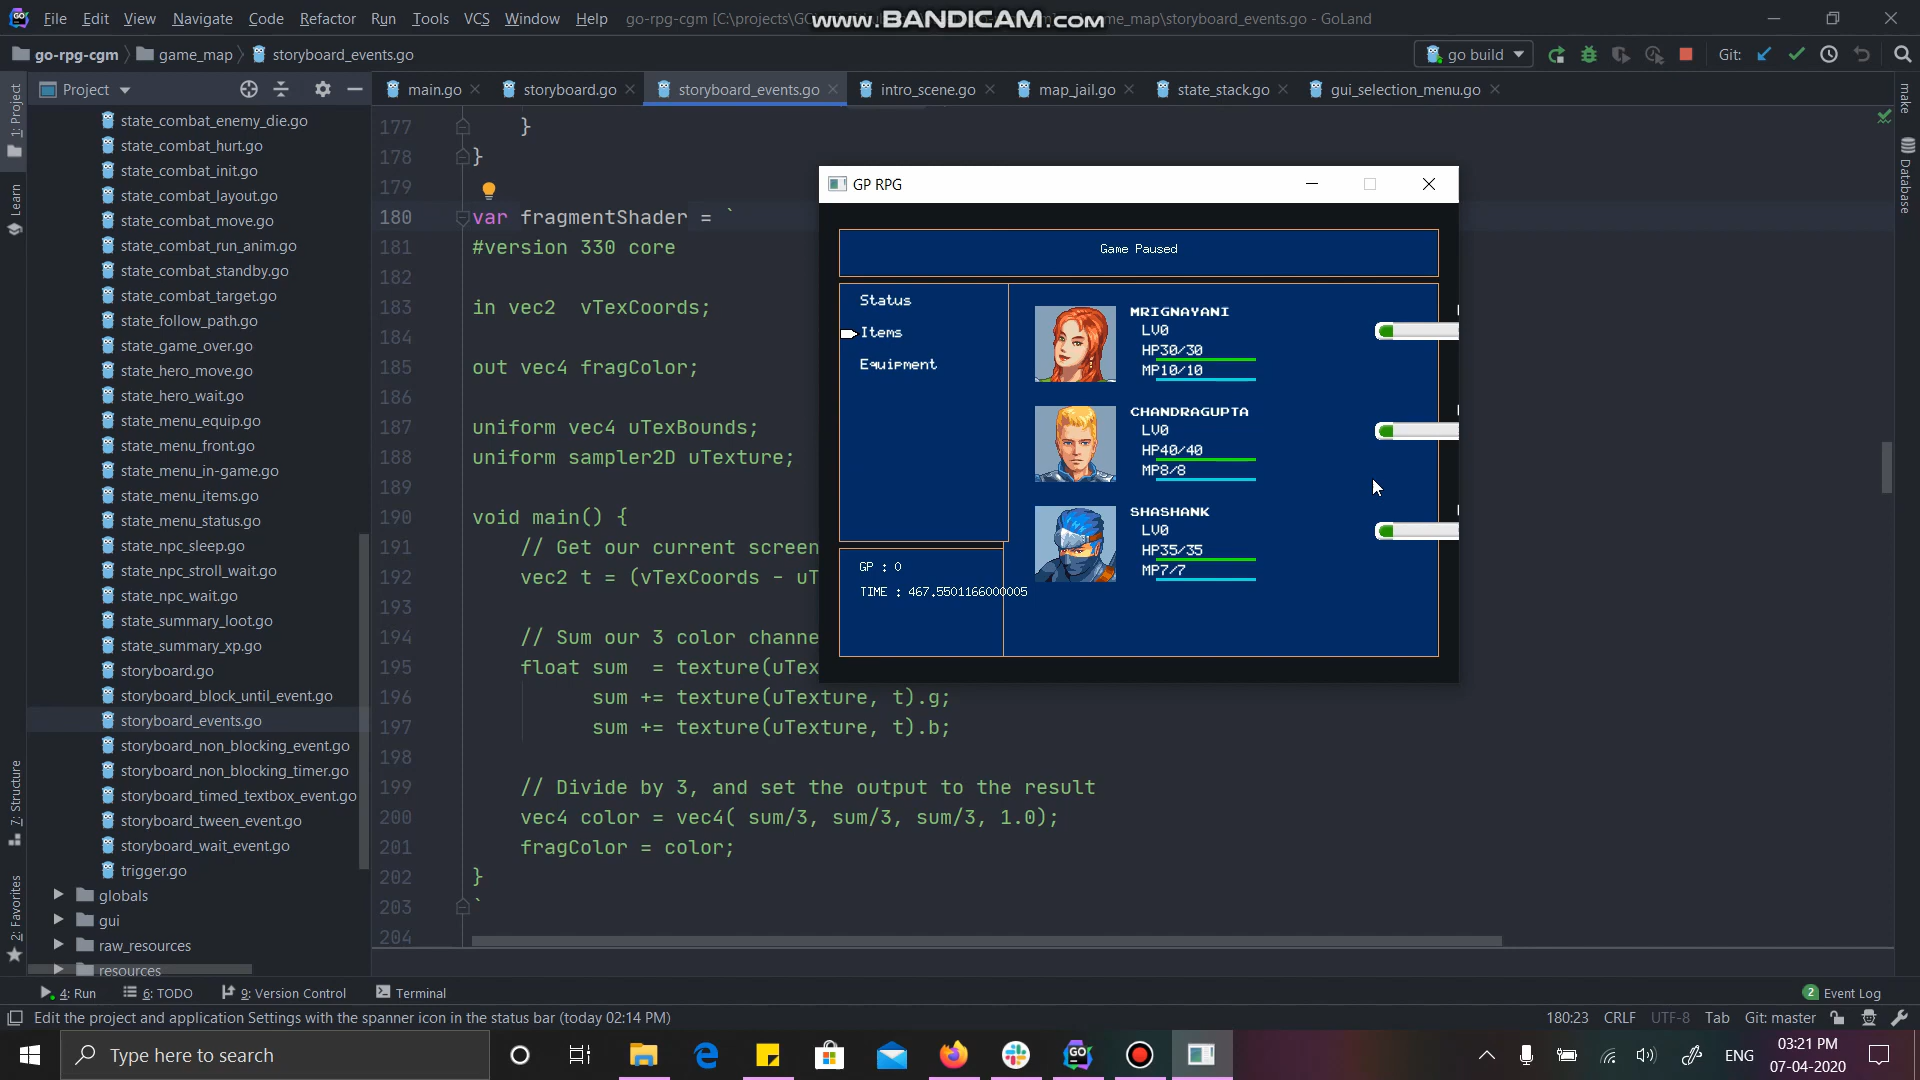 File Edit View Navigate Code Refactor Run Tools VCS Window Help go-rpg-cgm [C:\projects\GO
www.BANDICAM.com
me_map\storyboard_events.go - GoLand
go-rpg-cgm game_map storyboard_events.go
go build Git:
Project
main.go storyboard.go storyboard_events.go intro_scene.go map_jail.go state_stack.go gui_selection_menu.go
1: Project
Learn
7: Structure
2: Favorites
make
Database
state_combat_enemy_die.go
state_combat_hurt.go
state_combat_init.go
state_combat_layout.go
state_combat_move.go
state_combat_run_anim.go
state_combat_standby.go
state_combat_target.go
state_follow_path.go
state_game_over.go
state_hero_move.go
state_hero_wait.go
state_menu_equip.go
state_menu_front.go
state_menu_in-game.go
state_menu_items.go
state_menu_status.go
state_npc_sleep.go
state_npc_stroll_wait.go
state_npc_wait.go
state_summary_loot.go
state_summary_xp.go
storyboard.go
storyboard_block_until_event.go
storyboard_events.go
storyboard_non_blocking_event.go
storyboard_non_blocking_timer.go
storyboard_timed_textbox_event.go
storyboard_tween_event.go
storyboard_wait_event.go
trigger.go
globals
gui
raw_resources
resources
177 }
178 }
179
180 var fragmentShader = `
181 #version 330 core
182
183 in vec2  vTexCoords;
184
185 out vec4 fragColor;
186
187 uniform vec4 uTexBounds;
188 uniform sampler2D uTexture;
189
190 void main() {
191 // Get our current screen
192 vec2 t = (vTexCoords - uT
193
194 // Sum our 3 color channe
195 float sum  = texture(uTex
196 sum += texture(uTexture, t).g;
197 sum += texture(uTexture, t).b;
198
199 // Divide by 3, and set the output to the result
200 vec4 color = vec4( sum/3, sum/3, sum/3, 1.0);
201 fragColor = color;
202 }
203 `
204
GP RPG
Game Paused
Status
Items
Equipment
MRIGNAYANI
LV0
HP30/30
MP10/10
CHANDRAGUPTA
LV0
HP40/40
MP8/8
SHASHANK
LV0
HP35/35
MP7/7
GP : 0
TIME : 467.5501166000005
4: Run 6: TODO 9: Version Control Terminal 2 Event Log
Edit the project and application Settings with the spanner icon in the status bar (today 02:14 PM) 180:23 CRLF UTF-8 Tab Git: master
Type here to search
GO
ENG
03:21 PM
07-04-2020